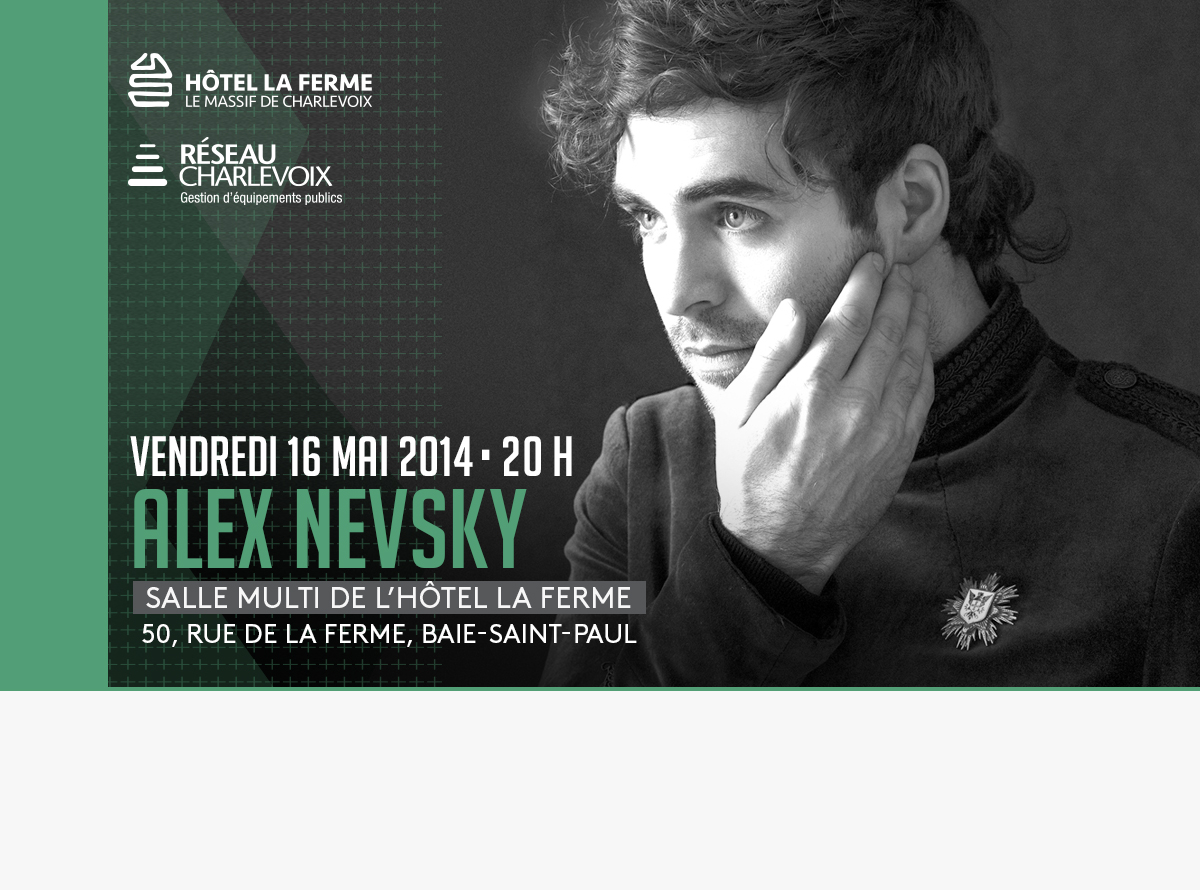 HÔTEL LA FERME
LE MASSIF DE CHARLEVOIX
RÉSEAU
CHARLEVOIX
Gestion d'équipements publics
VENDREDI 16 MAI 2014 · 20 H
ALEX NEVSKY
SALLE MULTI DE L'HÔTEL LA FERME
50, RUE DE LA FERME, BAIE-SAINT-PAUL